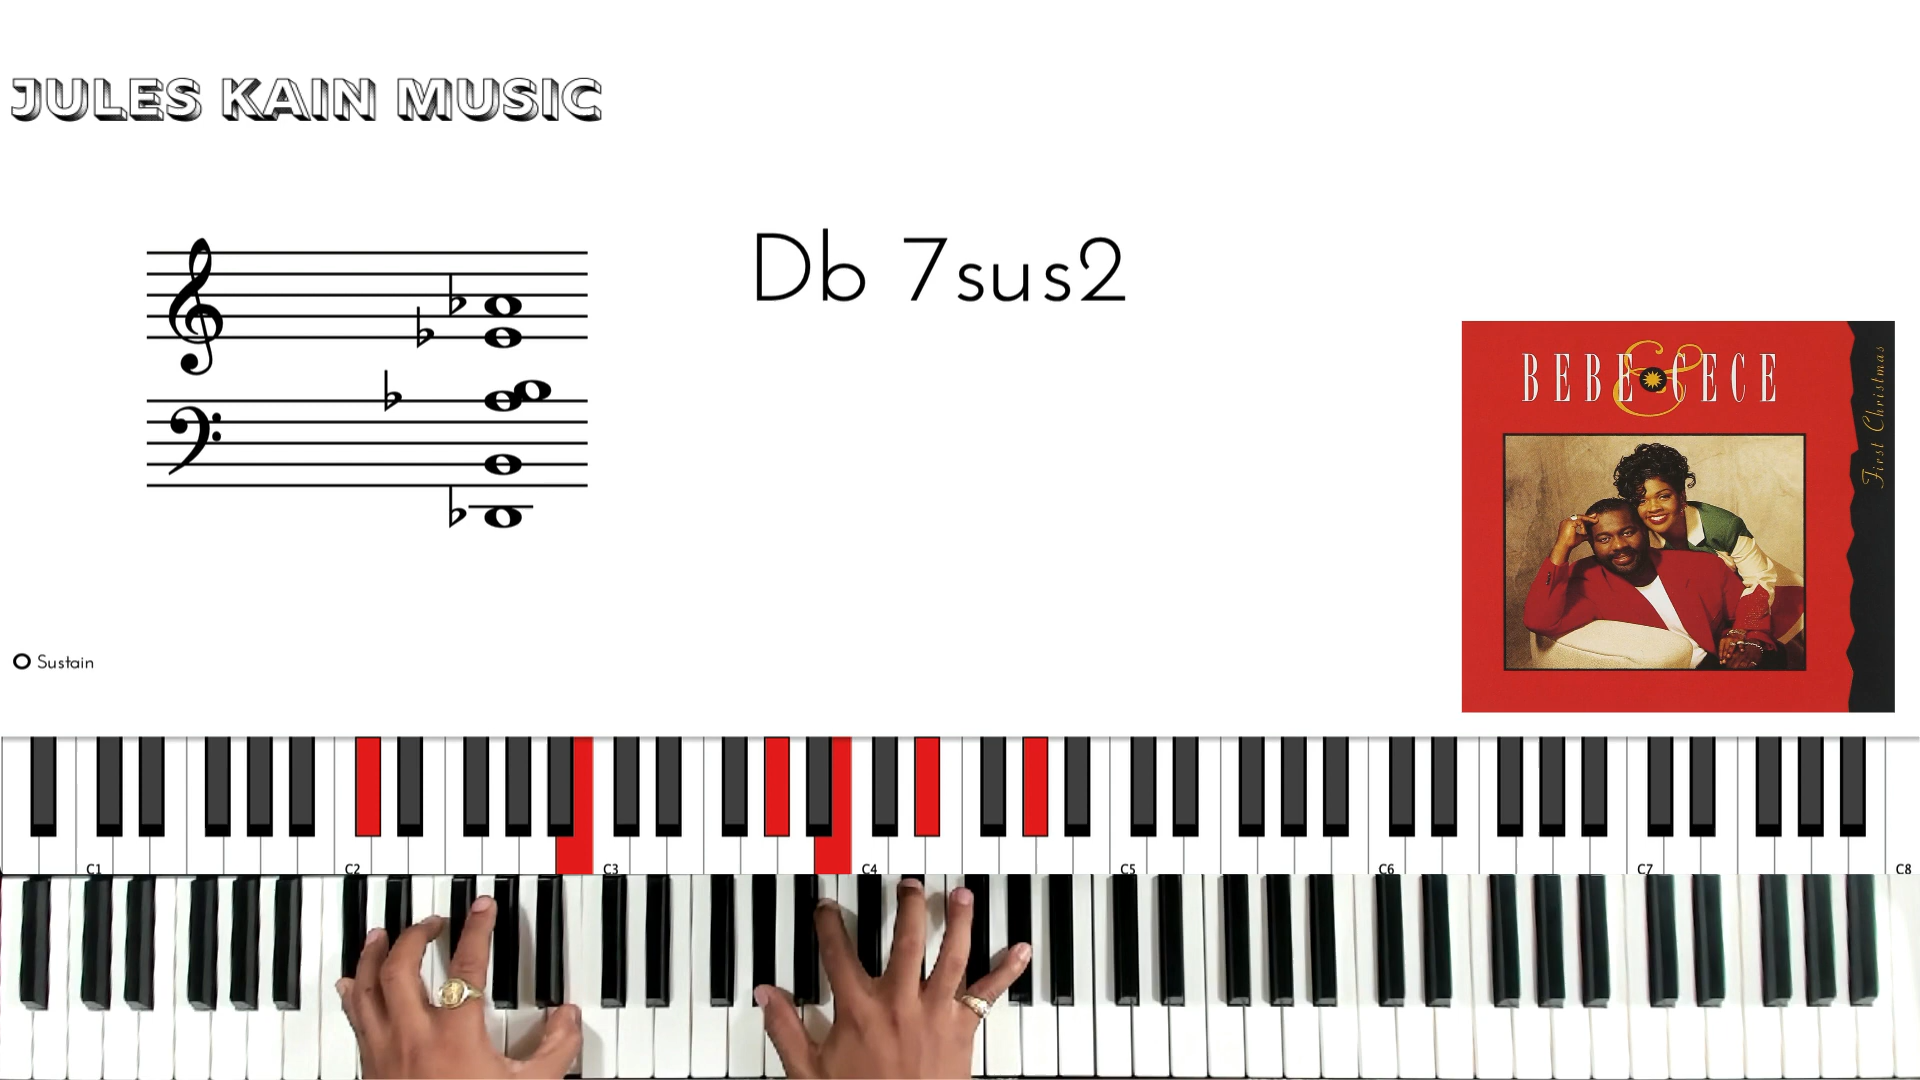 JULES KAIN MUSIC
Db 7sus2
BEBE & CECE
First Christmas
Sustain
C1 C2 C3 C4 C5 C6 C7 C8